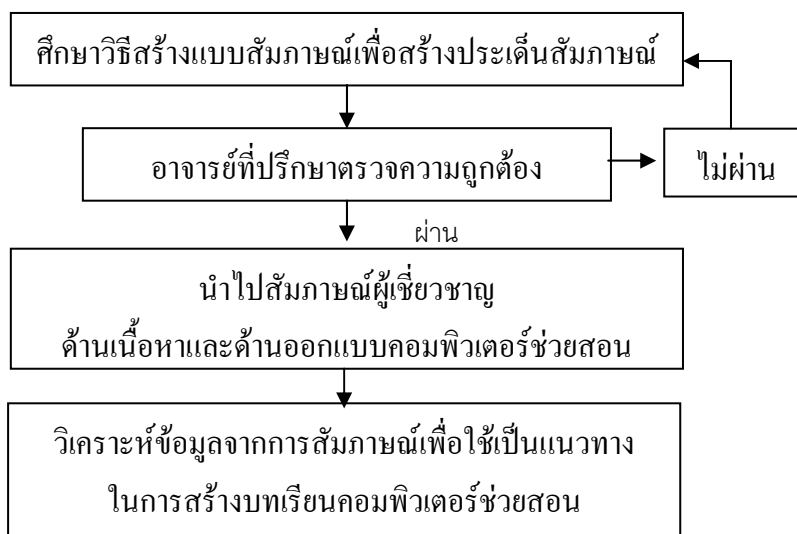 ศึกษาวิธีสร้างแบบสัมภาษณ์เพื่อสร้างประเด็นสัมภาษณ์
อาจารย์ที่ปรึกษาตรวจความถูกต้อง
ไม่ผ่าน
ผ่าน
นำไปสัมภาษณ์ผู้เชี่ยวชาญ
ด้านเนื้อหาและด้านออกแบบคอมพิวเตอร์ช่วยสอน
วิเคราะห์ข้อมูลจากการสัมภาษณ์เพื่อใช้เป็นแนวทาง
ในการสร้างบทเรียนคอมพิวเตอร์ช่วยสอน